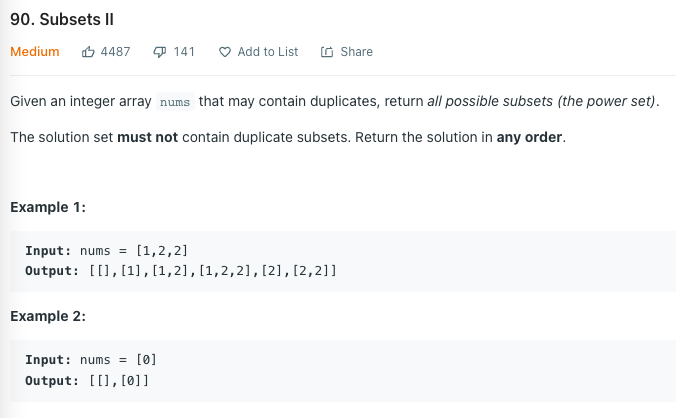 90. Subsets II
Medium 4487 141 Add to List Share
Given an integer array nums that may contain duplicates, return all possible subsets (the power set).
The solution set must not contain duplicate subsets. Return the solution in any order.
Example 1:
Input: nums = [1,2,2]
Output: [[],[1],[1,2],[1,2,2],[2],[2,2]]
Example 2:
Input: nums = [0]
Output: [[],[0]]